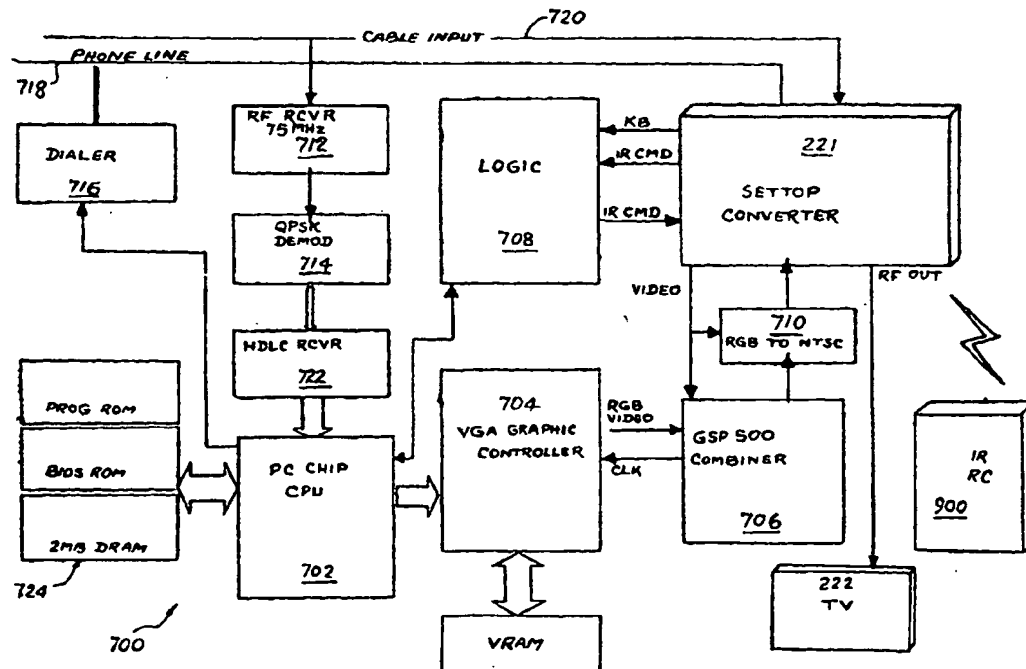 720
CABLE INPUT
PHONE LINE
718
RF RCVR
75 MHz
712
DIALER
716
LOGIC
708
KB
IR CMD
IR CMD
221
SETTOP
CONVERTER
QPSK
DEMOD
714
VIDEO
RF OUT
710
RGB TO NTSC
HDLC RCVR
722
704
VGA GRAPHIC
CONTROLLER
RGB
VIDEO
CLK
GSP 500
COMBINER
706
IR
RC
900
PROG ROM
BIOS ROM
2MB DRAM
724
PC CHIP
CPU
702
222
TV
700
VRAM